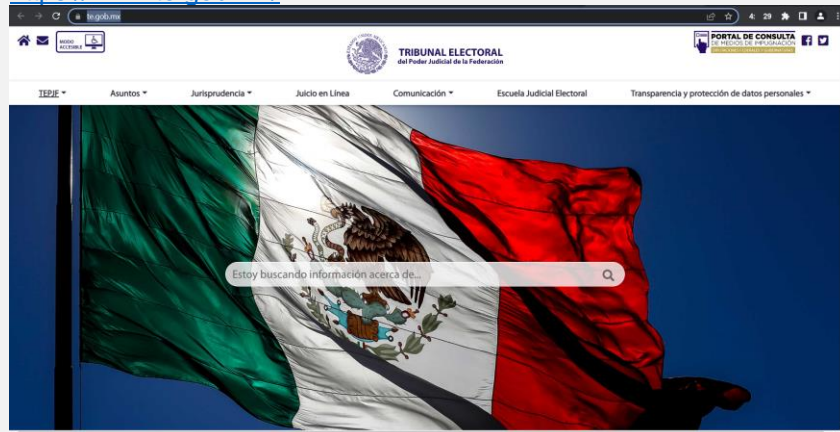 te.gob.mx
4: 29
MODO
ACCESIBLE
TRIBUNAL ELECTORAL
del Poder Judicial de la Federación
PORTAL DE CONSULTA
DE MEDIOS DE IMPUGNACIÓN
TEPJF
Asuntos
Jurisprudencia
Juicio en Línea
Comunicación
Escuela Judicial Electoral
Transparencia y protección de datos personales
Estoy buscando información acerca de...